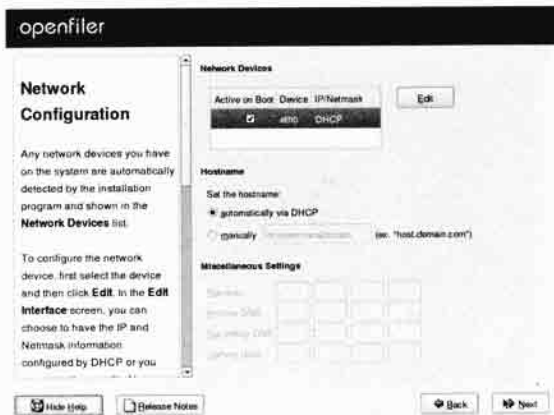 openfiler
Network
Configuration
Any network devices you have
on the system are automatically
detected by the installation
program and shown in the
Network Devices list.
To configure the network
device, first select the device
and then click Edit. In the Edit
Interface screen, you can
choose to have the IP and
Netmask information
configured by DHCP or you
Network Devices
Active on Boot Device IP/Netmask
eth0 DHCP
Edit
Hostname
Set the hostname:
automatically via DHCP
manually (ex. "host.domain.com")
Miscellaneous Settings
Hide Help
Release Notes
Back
Next